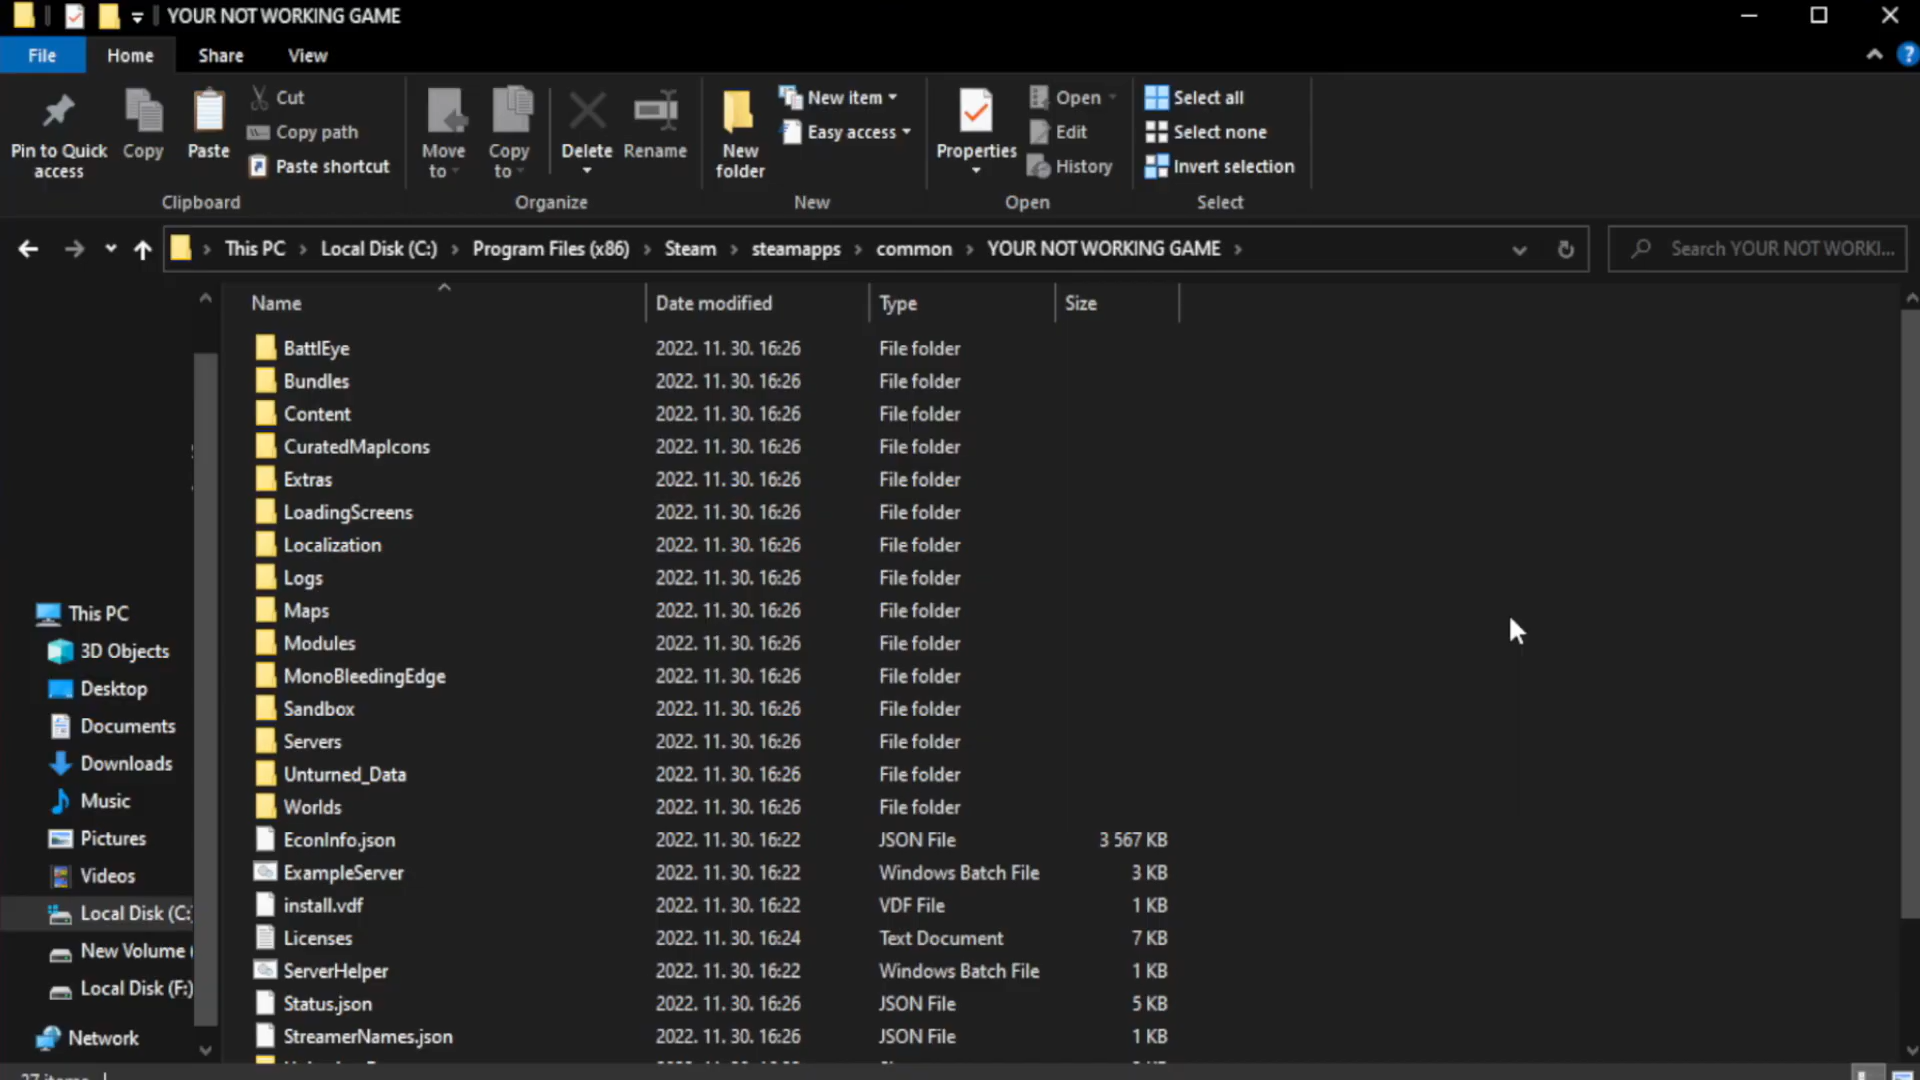 YOUR NOT WORKING GAME
File Home Share View
Pin to Quick access
Copy
Paste
Cut
Copy path
Paste shortcut
Clipboard
Move to
Copy to
Delete
Rename
Organize
New folder
New item
Easy access
New
Properties
Open
Edit
History
Open
Select all
Select none
Invert selection
Select
This PC > Local Disk (C:) > Program Files (x86) > Steam > steamapps > common > YOUR NOT WORKING GAME >
Search YOUR NOT WORKI...
Name Date modified Type Size
BattlEye 2022. 11. 30. 16:26 File folder
Bundles 2022. 11. 30. 16:26 File folder
Content 2022. 11. 30. 16:26 File folder
CuratedMapIcons 2022. 11. 30. 16:26 File folder
Extras 2022. 11. 30. 16:26 File folder
LoadingScreens 2022. 11. 30. 16:26 File folder
Localization 2022. 11. 30. 16:26 File folder
Logs 2022. 11. 30. 16:26 File folder
Maps 2022. 11. 30. 16:26 File folder
Modules 2022. 11. 30. 16:26 File folder
MonoBleedingEdge 2022. 11. 30. 16:26 File folder
Sandbox 2022. 11. 30. 16:26 File folder
Servers 2022. 11. 30. 16:26 File folder
Unturned_Data 2022. 11. 30. 16:26 File folder
Worlds 2022. 11. 30. 16:26 File folder
EconInfo.json 2022. 11. 30. 16:22 JSON File 3 567 KB
ExampleServer 2022. 11. 30. 16:22 Windows Batch File 3 KB
install.vdf 2022. 11. 30. 16:22 VDF File 1 KB
Licenses 2022. 11. 30. 16:24 Text Document 7 KB
ServerHelper 2022. 11. 30. 16:22 Windows Batch File 1 KB
Status.json 2022. 11. 30. 16:26 JSON File 5 KB
StreamerNames.json 2022. 11. 30. 16:26 JSON File 1 KB
This PC
3D Objects
Desktop
Documents
Downloads
Music
Pictures
Videos
Local Disk (C:
New Volume (
Local Disk (F:)
Network